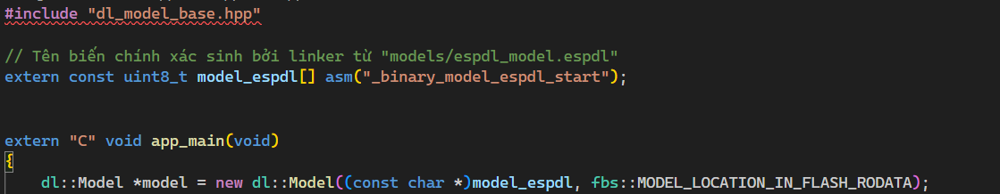 #include "dl_model_base.hpp"
// Tên biến chính xác sinh bởi linker từ "models/espdl_model.espdl"
extern const uint8_t model_espdl[] asm("_binary_model_espdl_start");
extern "C" void app_main(void)
{
dl::Model *model = new dl::Model((const char *)model_espdl, fbs::MODEL_LOCATION_IN_FLASH_RODATA);